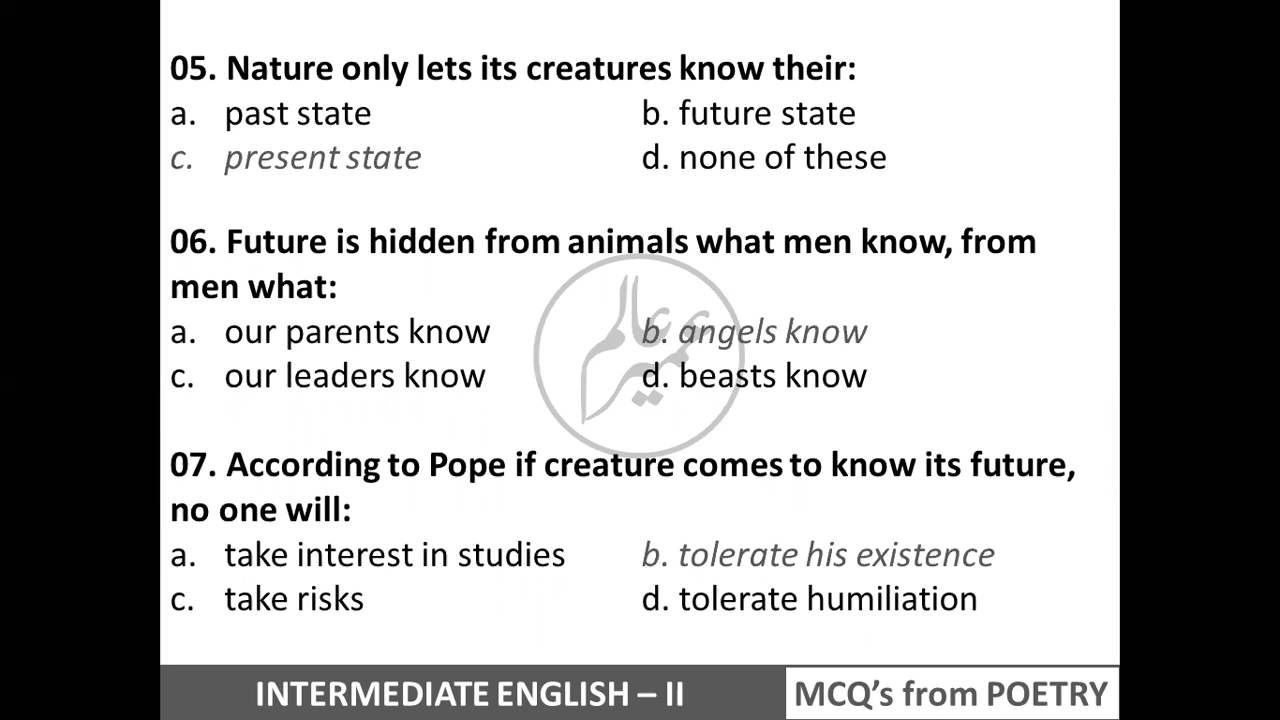 05. Nature only lets its creatures know their:
a. past state b. future state
c. present state d. none of these
06. Future is hidden from animals what men know, from
men what:
a. our parents know b. angels know
c. our leaders know d. beasts know
عميرعالم
07. According to Pope if creature comes to know its future,
no one will:
a. take interest in studies b. tolerate his existence
c. take risks d. tolerate humiliation
INTERMEDIATE ENGLISH – II MCQ's from POETRY